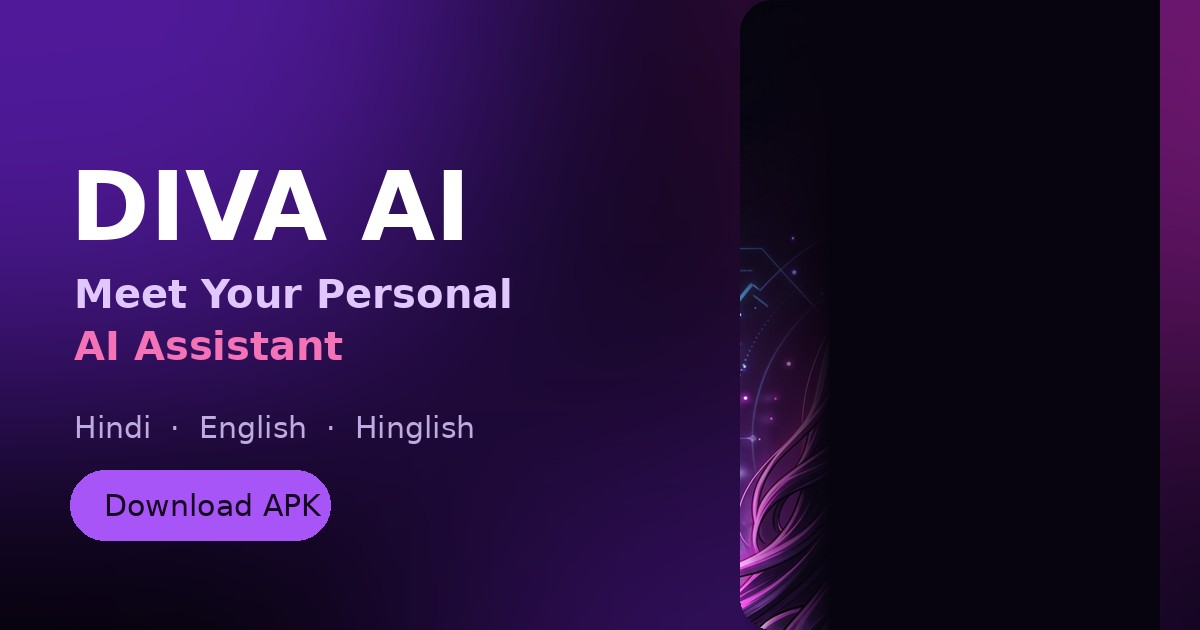 DIVA AI
Meet Your Personal
AI Assistant
Hindi · English · Hinglish
Download APK